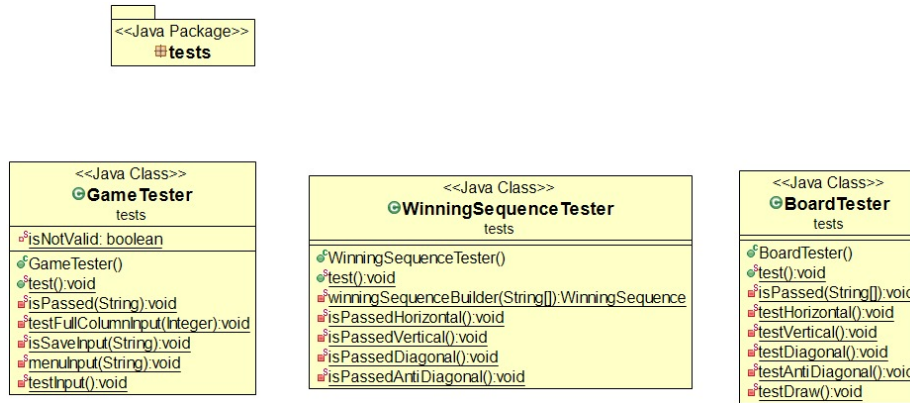 <<Java Package>>
tests
<<Java Class>>
GameTester
tests
isNotValid: boolean
GameTester()
test():void
isPassed(String):void
testFullColumnInput(Integer):void
isSaveInput(String):void
menuInput(String):void
testInput():void
<<Java Class>>
WinningSequenceTester
tests
WinningSequenceTester()
test():void
winningSequenceBuilder(String[]):WinningSequence
isPassedHorizontal():void
isPassedVertical():void
isPassedDiagonal():void
isPassedAntiDiagonal():void
<<Java Class>>
BoardTester
tests
BoardTester()
test():void
isPassed(String[]):void
testHorizontal():void
testVertical():void
testDiagonal():void
testAntiDiagonal():void
testDraw():void